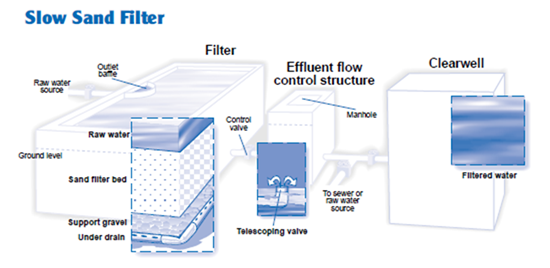 Slow Sand Filter
Filter
Effluent flow
control structure
Clearwell
Outlet
baffle
Raw water
source
Manhole
Control
valve
Raw water
Ground level
Sand filter bed
Filtered water
To sewer or
raw water
source
Support gravel
Under drain
Telescoping valve